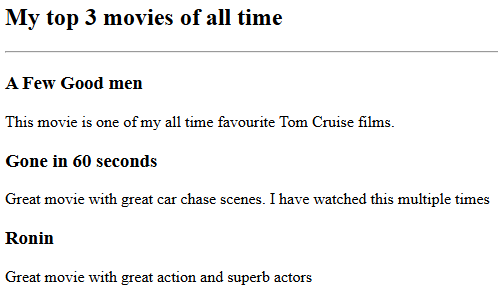 My top 3 movies of all time
A Few Good men
This movie is one of my all time favourite Tom Cruise films.
Gone in 60 seconds
Great movie with great car chase scenes. I have watched this multiple times
Ronin
Great movie with great action and superb actors